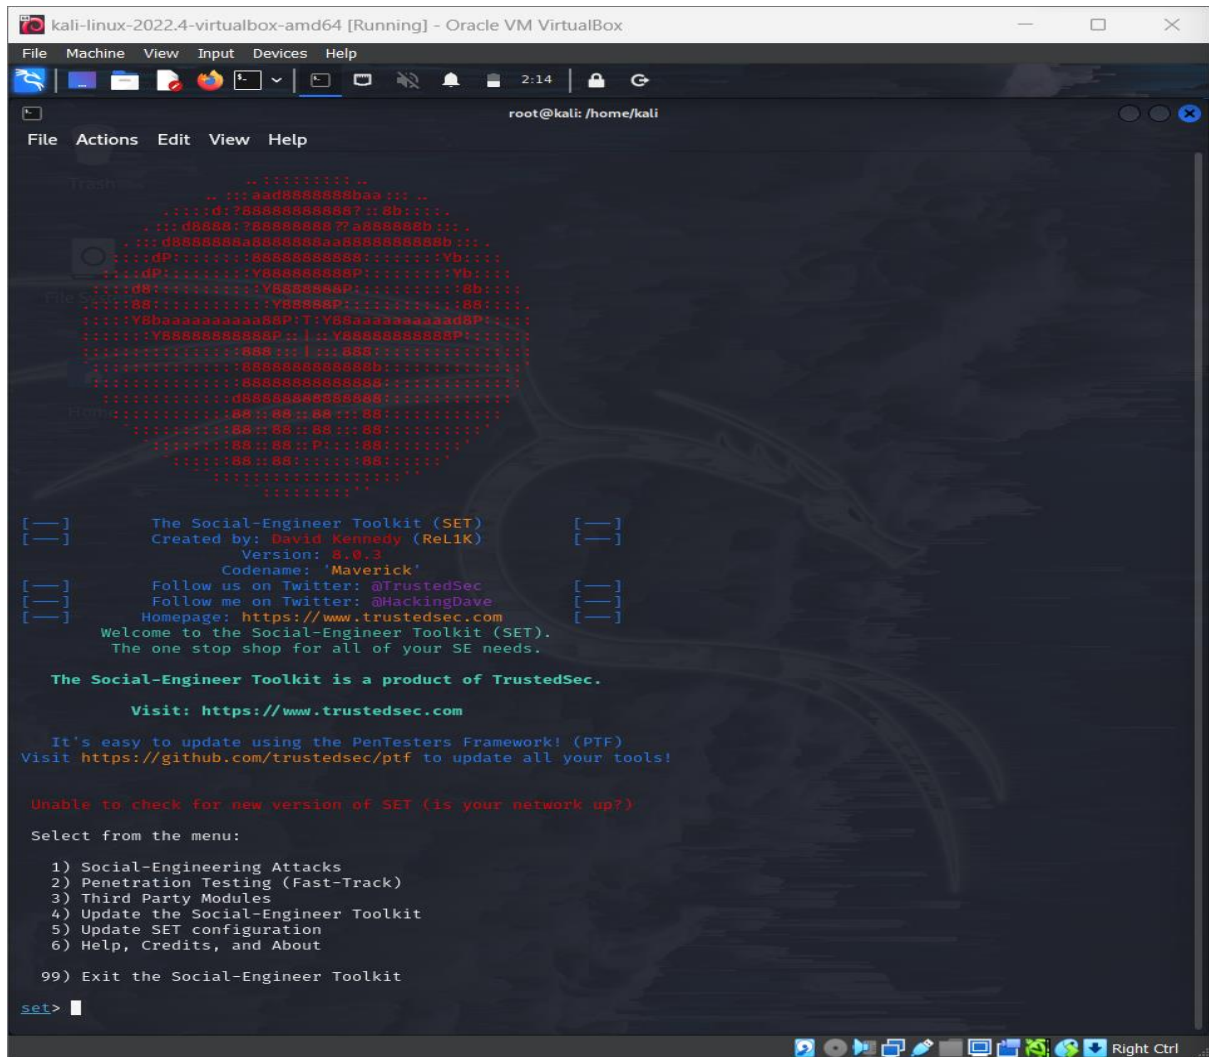 kali-linux-2022.4-virtualbox-amd64 [Running] - Oracle VM VirtualBox
File Machine View Input Devices Help
2:14
root@kali: /home/kali
File Actions Edit View Help
Trash
File S
Home
[---] The Social-Engineer Toolkit (SET) [---]
[---] Created by: David Kennedy (ReL1K) [---]
Version: 8.0.3
Codename: 'Maverick'
[---] Follow us on Twitter: @TrustedSec [---]
[---] Follow me on Twitter: @HackingDave [---]
[---] Homepage: https://www.trustedsec.com [---]
Welcome to the Social-Engineer Toolkit (SET).
The one stop shop for all of your SE needs.
The Social-Engineer Toolkit is a product of TrustedSec.
Visit: https://www.trustedsec.com
It's easy to update using the PenTesters Framework! (PTF)
Visit https://github.com/trustedsec/ptf to update all your tools!
Unable to check for new version of SET (is your network up?)
Select from the menu:
1) Social-Engineering Attacks
2) Penetration Testing (Fast-Track)
3) Third Party Modules
4) Update the Social-Engineer Toolkit
5) Update SET configuration
6) Help, Credits, and About
99) Exit the Social-Engineer Toolkit
set>
Right Ctrl